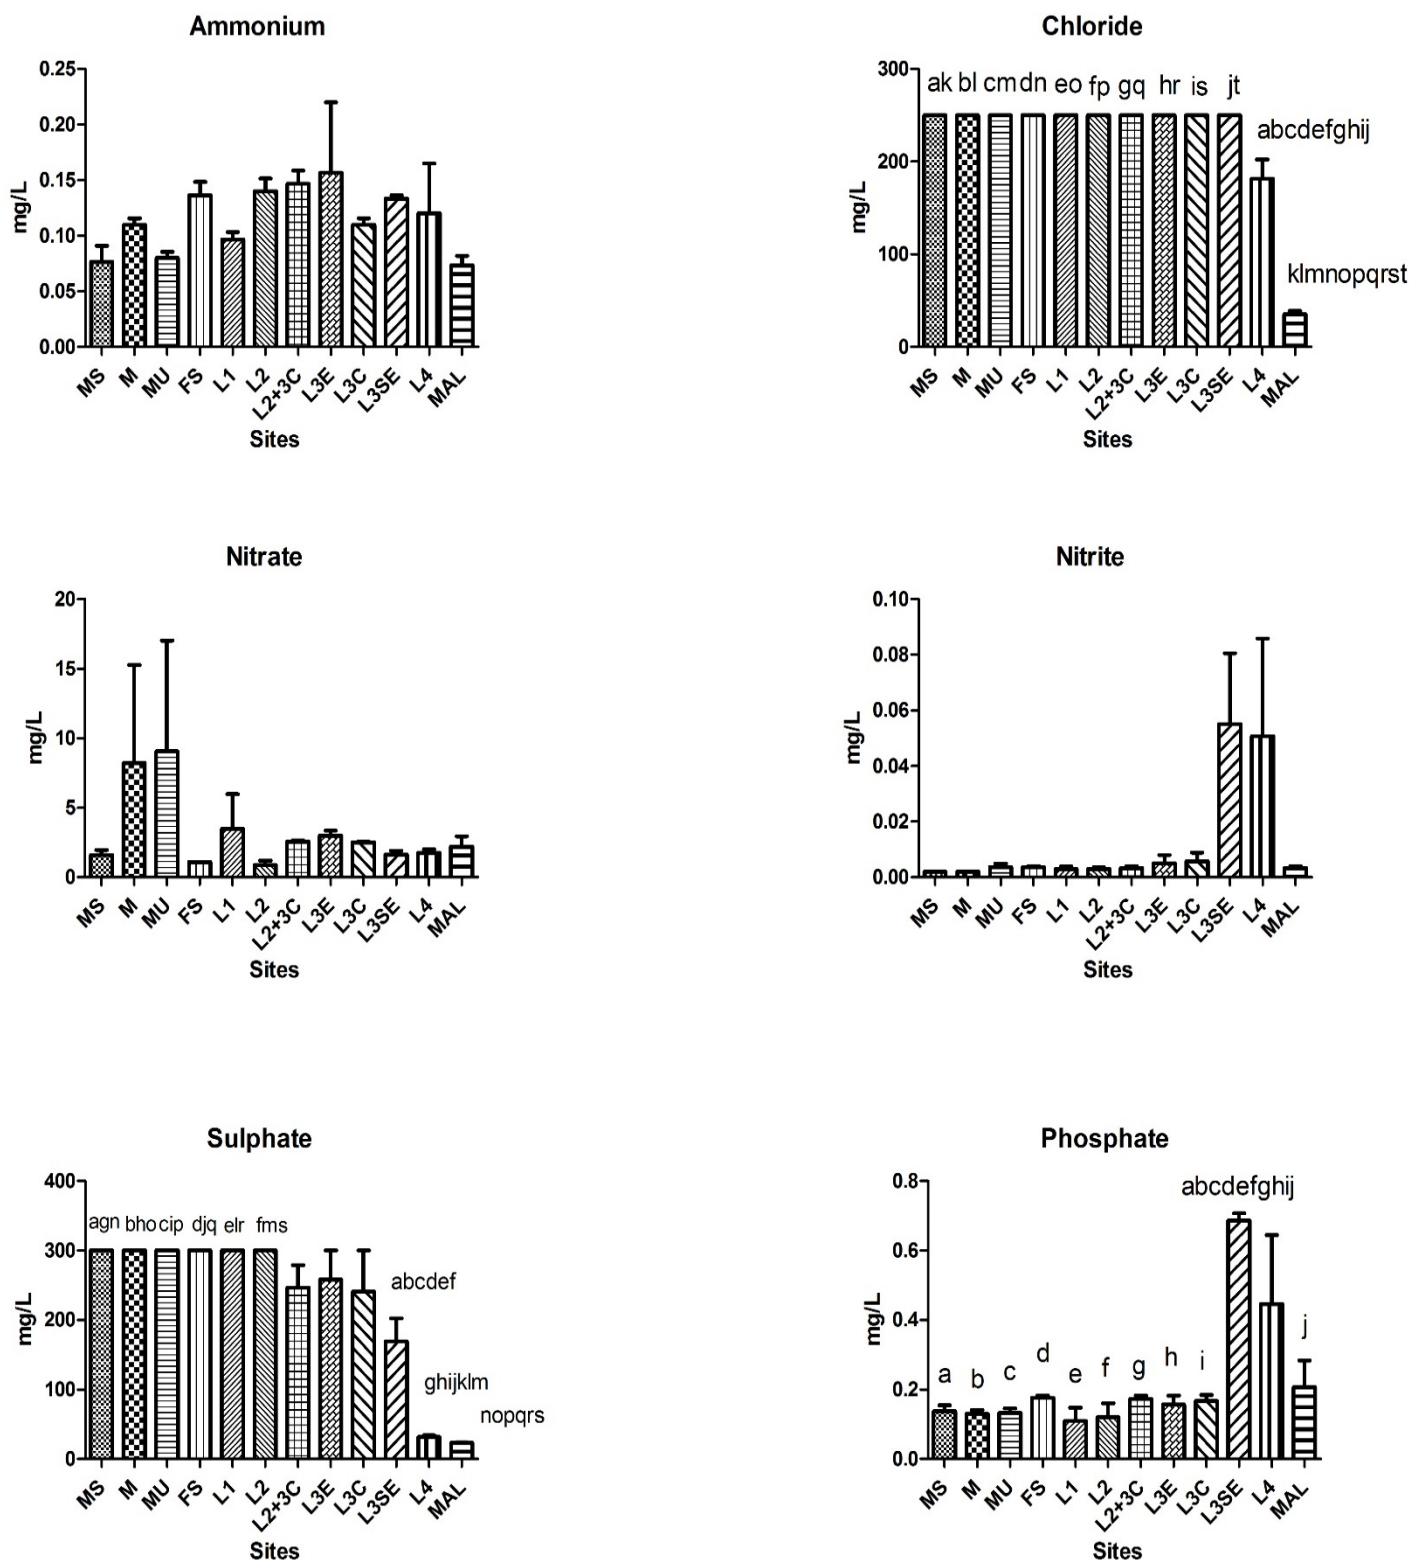 Ammonium
0.25
0.20
0.15
0.10
0.05
0.00
mg/L
MS M MU FS L1 L2 L2+3C L3E L3C L3SE L4 MAL
Sites
Chloride
300
200
100
0
mg/L
ak bl cm dn eo fp gq hr is jt
abcdefghij
klmnopqrst
MS M MU FS L1 L2 L2+3C L3E L3C L3SE L4 MAL
Sites
Nitrate
20
15
10
5
0
mg/L
MS M MU FS L1 L2 L2+3C L3E L3C L3SE L4 MAL
Sites
Nitrite
0.10
0.08
0.06
0.04
0.02
0.00
mg/L
MS M MU FS L1 L2 L2+3C L3E L3C L3SE L4 MAL
Sites
Sulphate
400
300
200
100
0
mg/L
agn bho cip djq elr fms
abcdef
ghijklm
nopqrs
MS M MU FS L1 L2 L2+3C L3E L3C L3SE L4 MAL
Sites
Phosphate
0.8
0.6
0.4
0.2
0.0
mg/L
abcdefghij
a b c d e f g h i j
MS M MU FS L1 L2 L2+3C L3E L3C L3SE L4 MAL
Sites